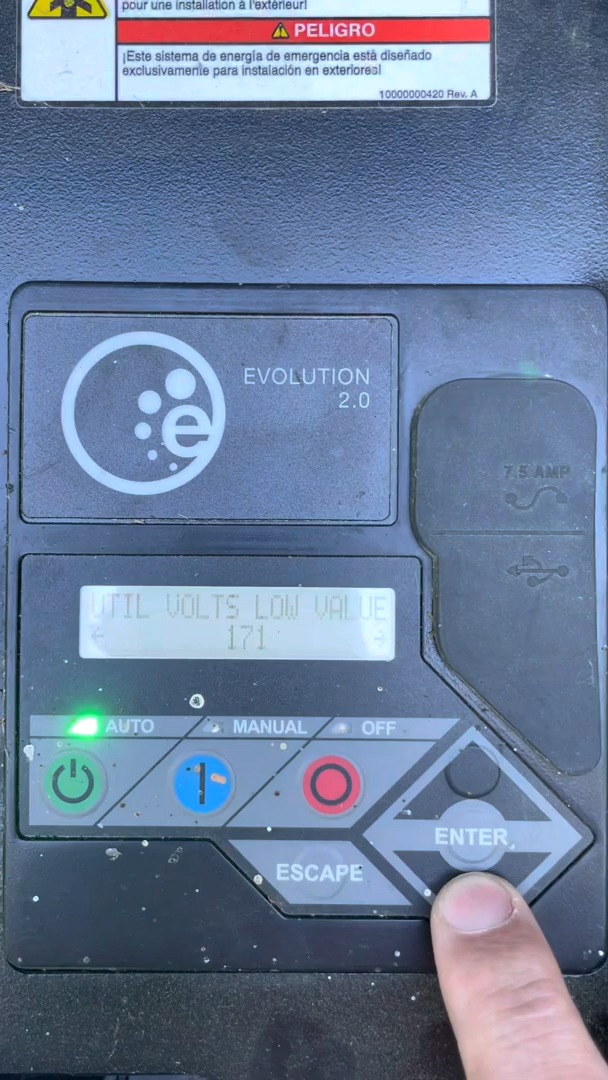 pour une installation à l'extérieur!
PELIGRO
¡Este sistema de energía de emergencia està diseñado
exclusivamente para instalación en exteriores!
10000000420 Rev. A
e
EVOLUTION
2.0
7.5 AMP
UTIL VOLTS LOW VALUE
← 171 →
AUTO MANUAL OFF
ENTER
ESCAPE